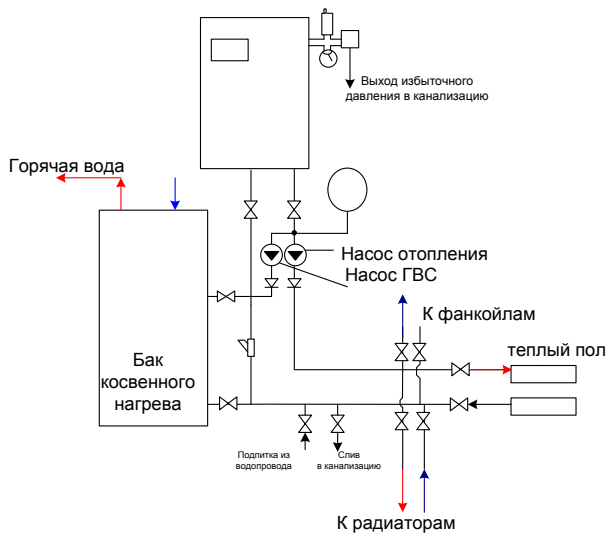 Выход избыточного
давления в канализацию
Горячая вода
Насос отопления
Насос ГВС
К фанкойлам
теплый пол
Бак
косвенного
нагрева
Подпитка из
водопровода
Слив
в канализацию
К радиаторам